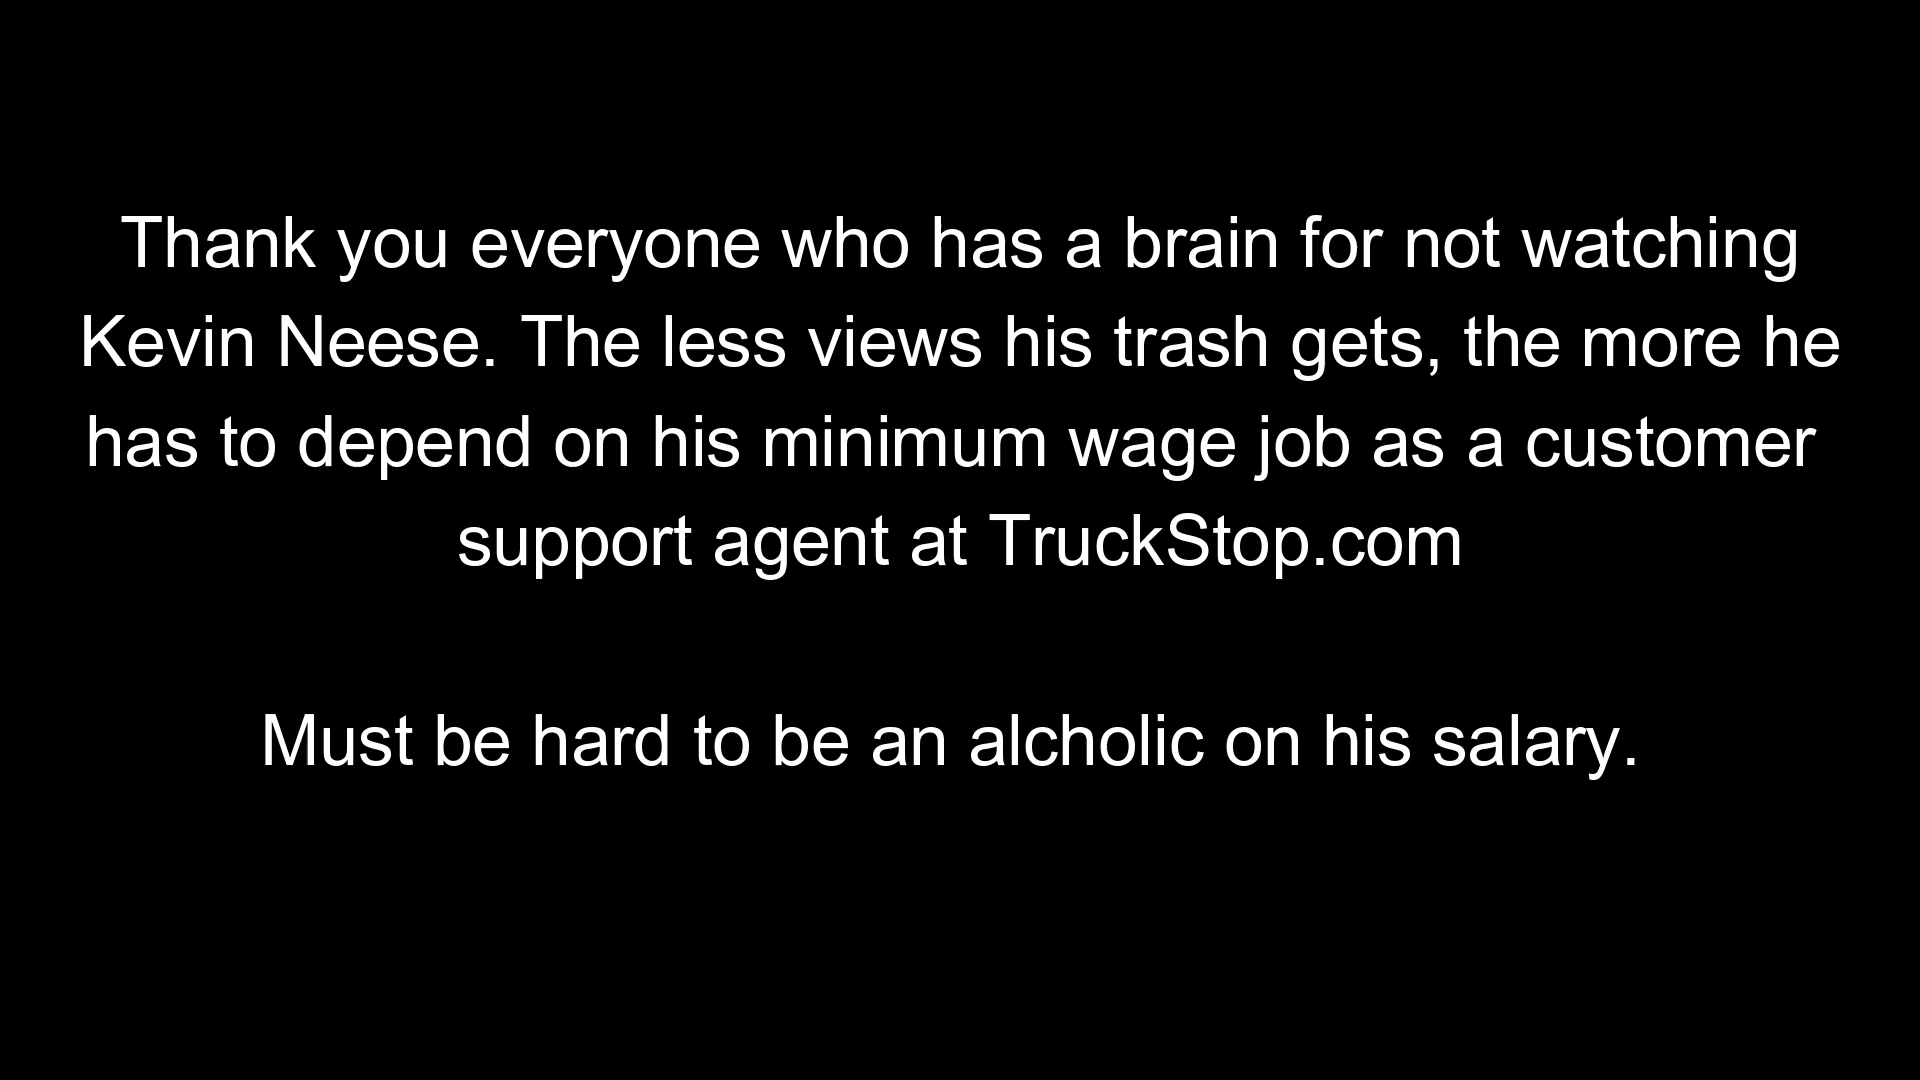 Thank you everyone who has a brain for not watching
Kevin Neese. The less views his trash gets, the more he
has to depend on his minimum wage job as a customer
support agent at TruckStop.com
Must be hard to be an alcholic on his salary.